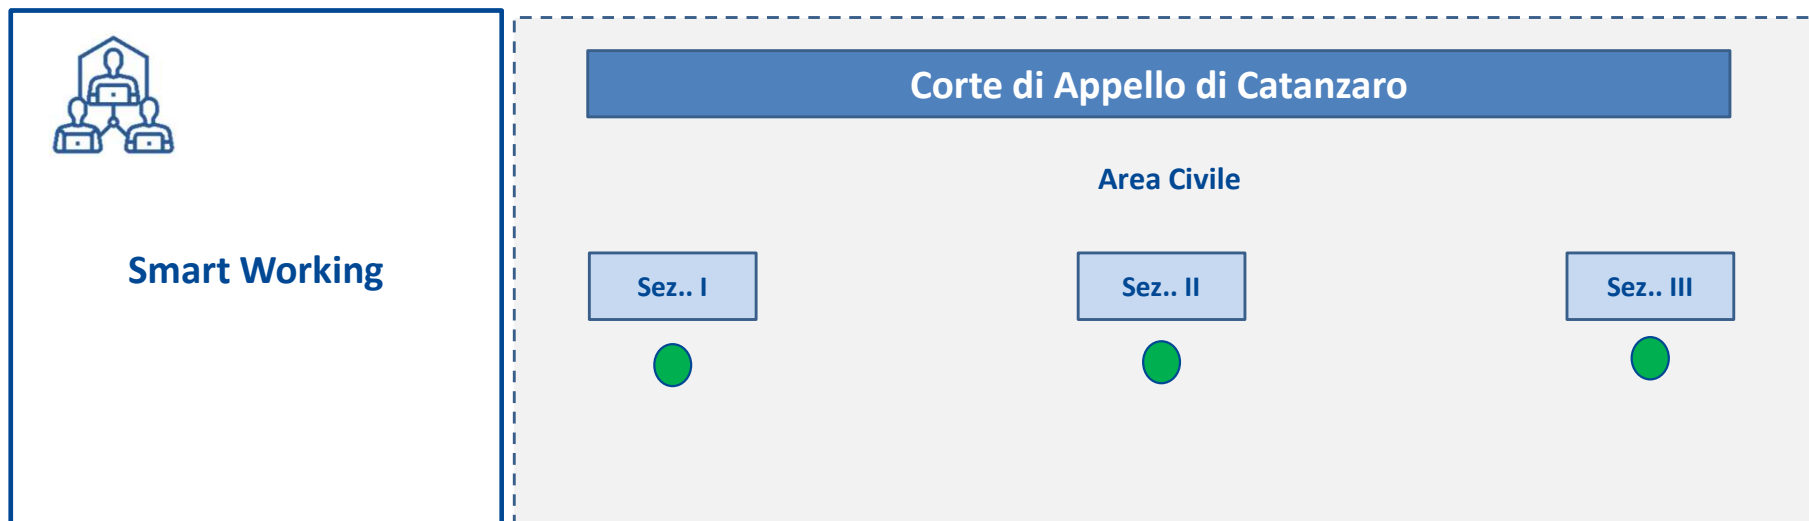 Corte di Appello di Catanzaro
Area Civile
Smart Working
Sez.. I
Sez.. II
Sez.. III